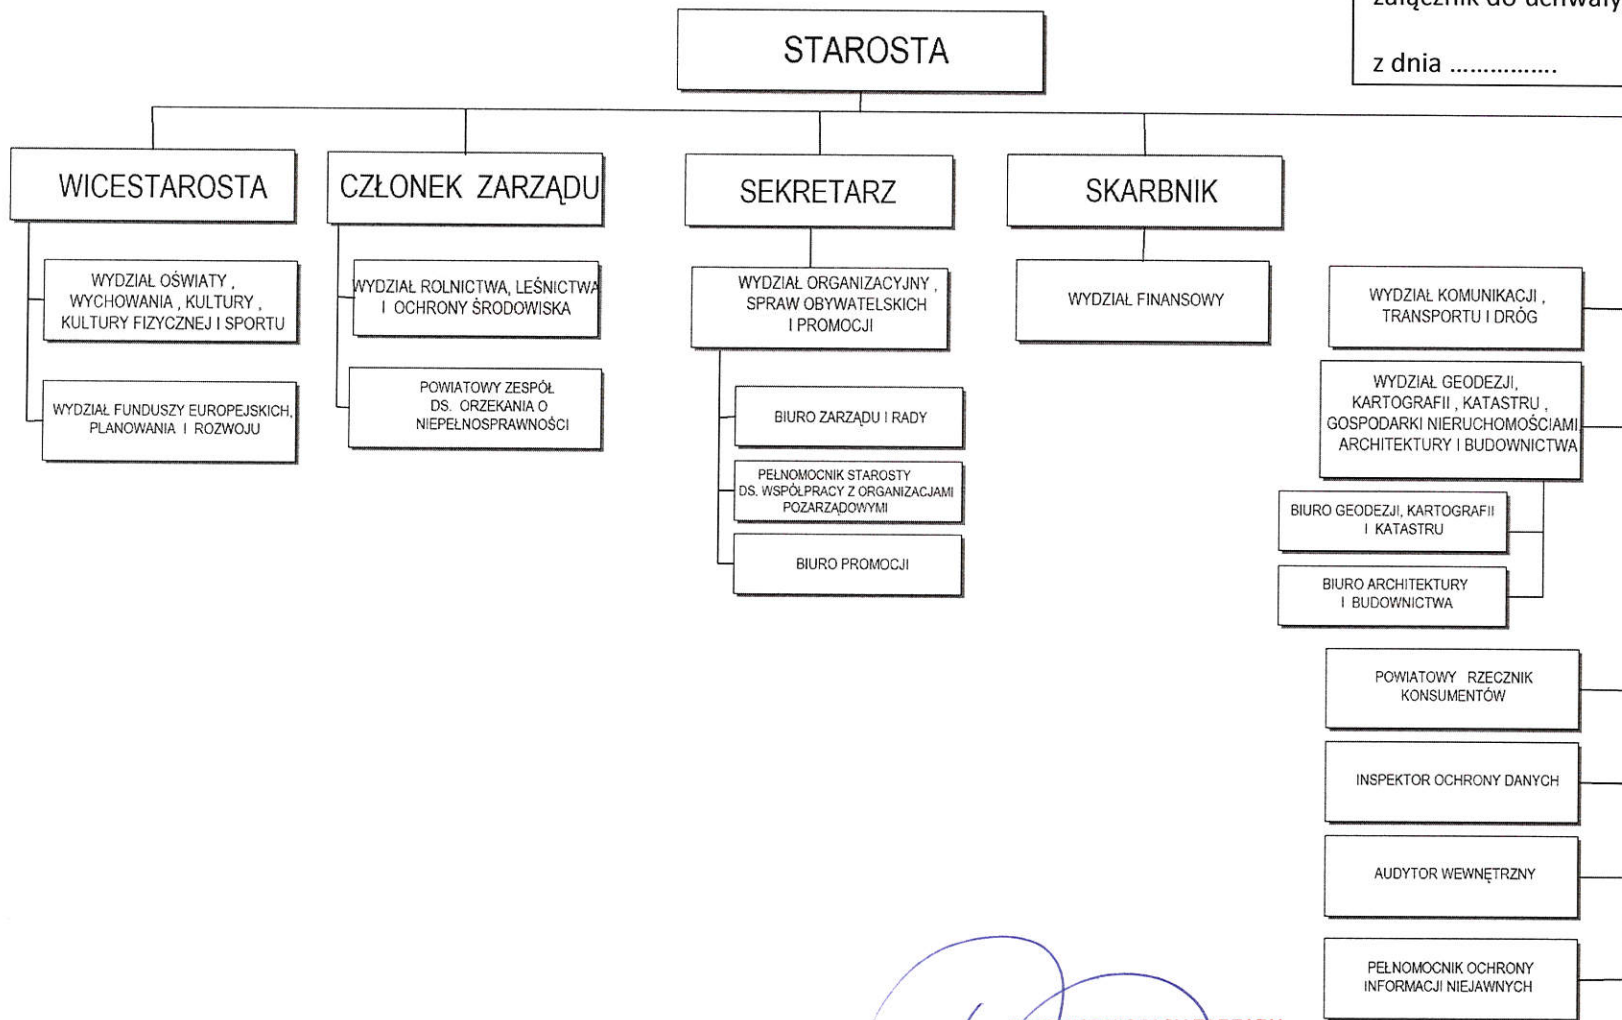 załącznik do uchwały
z dnia ...............
STAROSTA
WICESTAROSTA
CZŁONEK ZARZĄDU
SEKRETARZ
SKARBNIK
WYDZIAŁ OŚWIATY ,
WYCHOWANIA , KULTURY ,
KULTURY FIZYCZNEJ I SPORTU
WYDZIAŁ FUNDUSZY EUROPEJSKICH,
PLANOWANIA I ROZWOJU
WYDZIAŁ ROLNICTWA, LEŚNICTWA
I OCHRONY ŚRODOWISKA
POWIATOWY ZESPÓŁ
DS. ORZEKANIA O
NIEPEŁNOSPRAWNOŚCI
WYDZIAŁ ORGANIZACYJNY ,
SPRAW OBYWATELSKICH
I PROMOCJI
BIURO ZARZĄDU I RADY
PEŁNOMOCNIK STAROSTY
DS. WSPÓŁPRACY Z ORGANIZACJAMI
POZARZĄDOWYMI
BIURO PROMOCJI
WYDZIAŁ FINANSOWY
WYDZIAŁ KOMUNIKACJI ,
TRANSPORTU I DRÓG
WYDZIAŁ GEODEZJI,
KARTOGRAFII , KATASTRU ,
GOSPODARKI NIERUCHOMOŚCIAMI,
ARCHITEKTURY I BUDOWNICTWA
BIURO GEODEZJI, KARTOGRAFII
I KATASTRU
BIURO ARCHITEKTURY
I BUDOWNICTWA
POWIATOWY RZECZNIK
KONSUMENTÓW
INSPEKTOR OCHRONY DANYCH
AUDYTOR WEWNĘTRZNY
PEŁNOMOCNIK OCHRONY
INFORMACJI NIEJAWNYCH